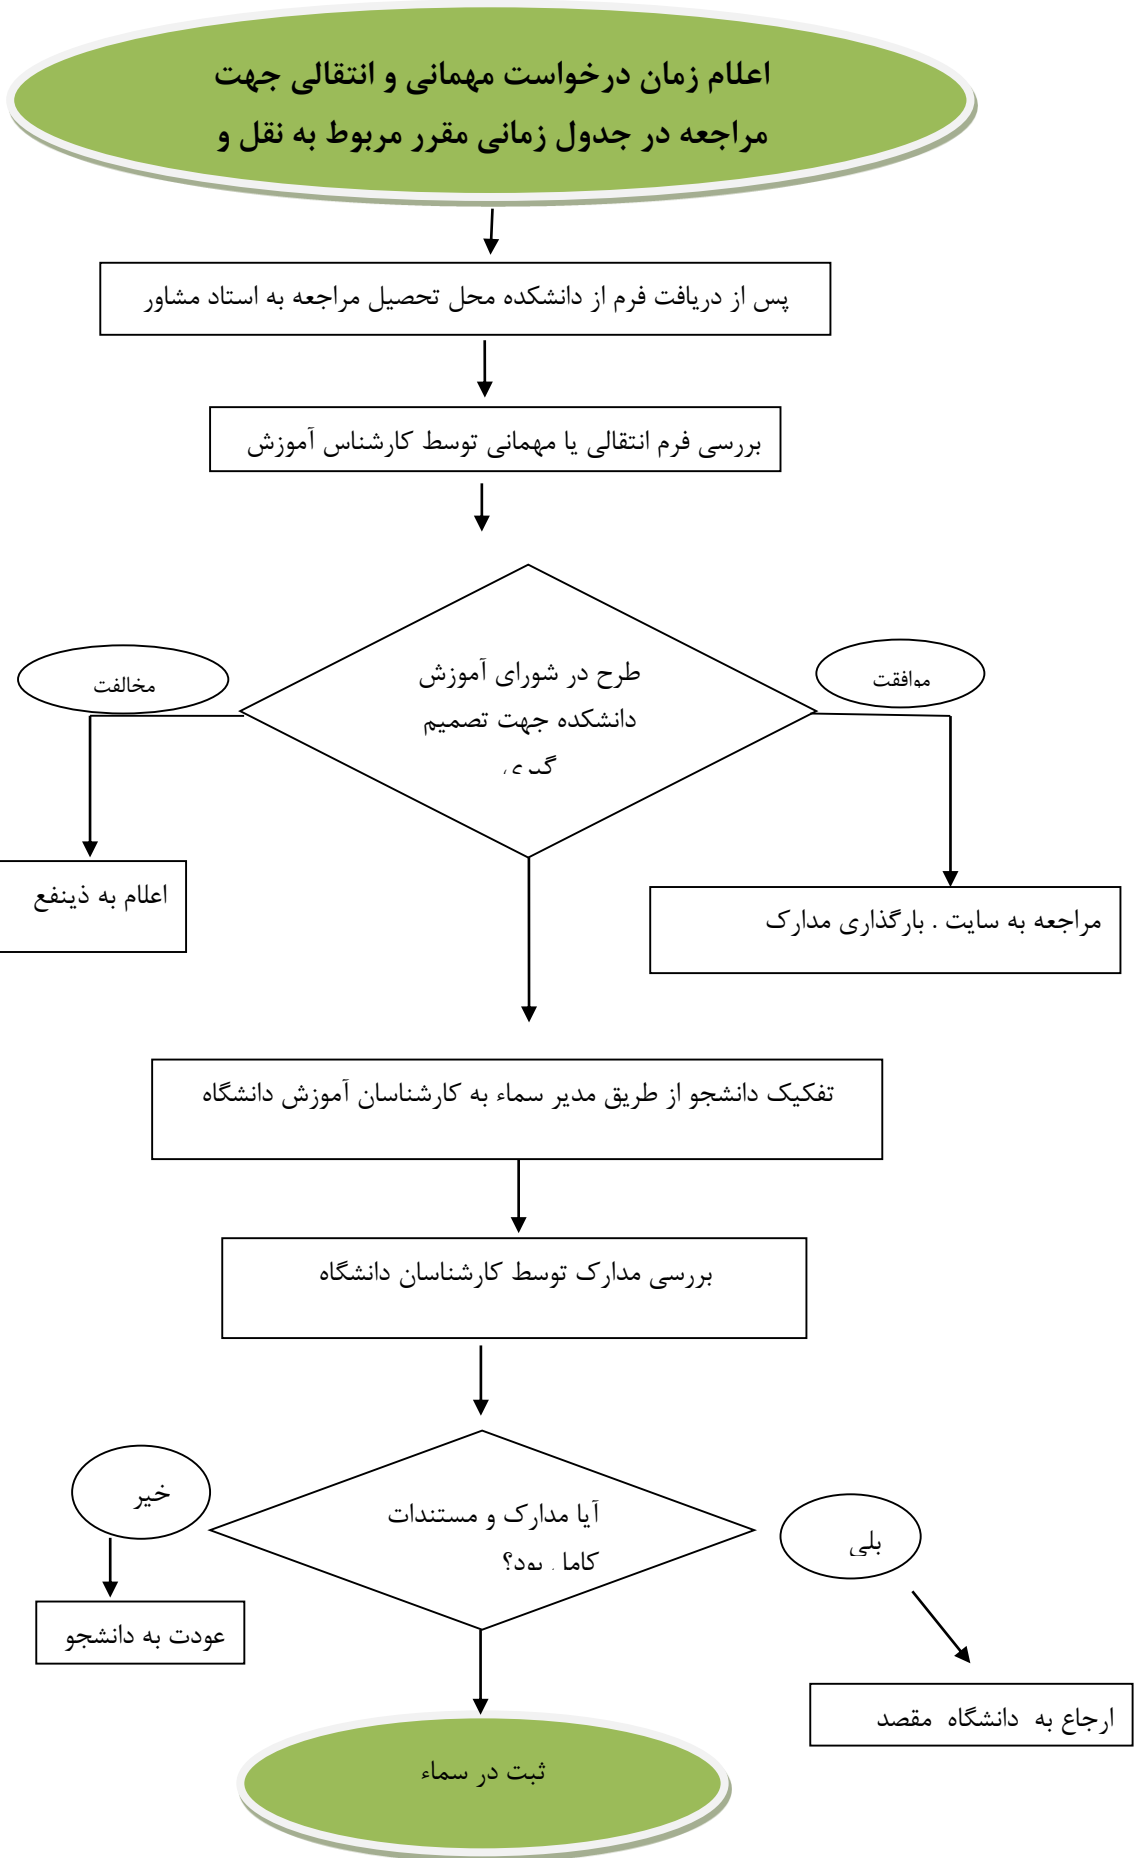 اعلام زمان درخواست مهمانی و انتقالی جهت
مراجعه در جدول زمانی مقرر مربوط به نقل و
پس از دریافت فرم از دانشکده محل تحصیل مراجعه به استاد مشاور
بررسی فرم انتقالی یا مهمانی توسط کارشناس آموزش
موافقت
مخالفت
طرح در شورای آموزش
دانشکده جهت تصمیم
گیری
مراجعه به سایت . بارگذاری مدارک
اعلام به ذینفع
تفکیک دانشجو از طریق مدیر سماء به کارشناسان آموزش دانشگاه
بررسی مدارک توسط کارشناسان دانشگاه
خیر
بلی
آیا مدارک و مستندات
کامل بود؟
عودت به دانشجو
ارجاع به دانشگاه مقصد
ثبت در سماء